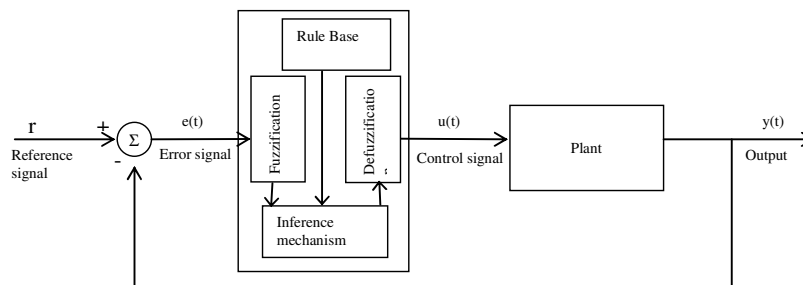 Rule Base
r
+
Σ
-
Reference
signal
e(t)
Error signal
Fuzzification
Defuzzificatio
Inference
mechanism
u(t)
Control signal
Plant
y(t)
Output